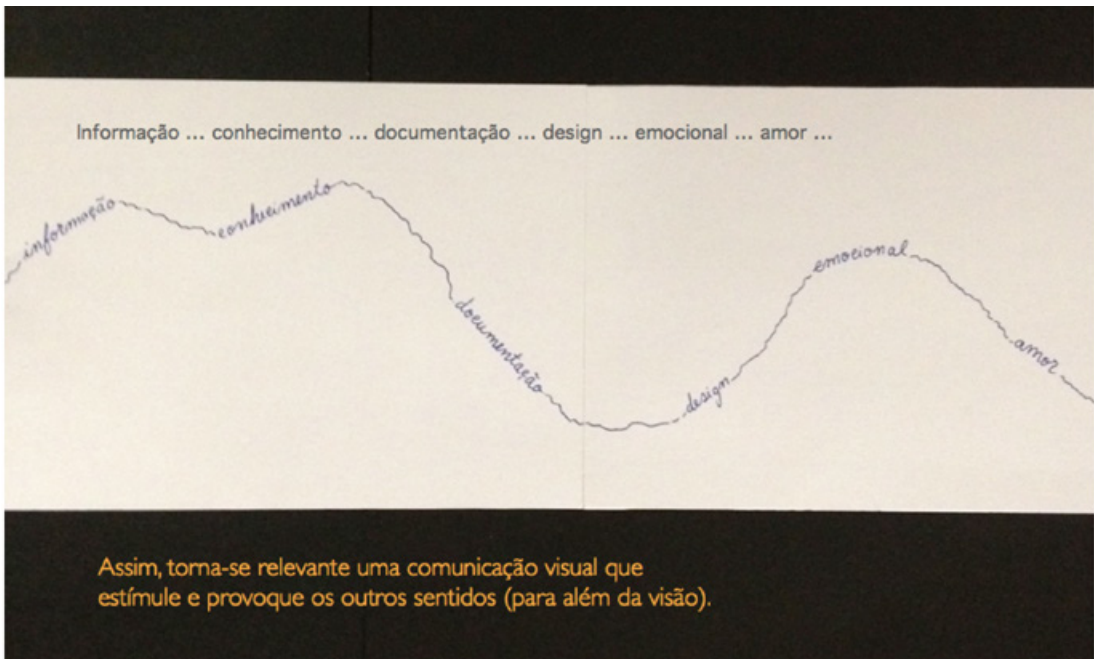 Informação ... conhecimento ... documentação ... design ... emocional ... amor ...
informação
conhecimento
documentação
design
emocional
amor
Assim, torna-se relevante uma comunicação visual que
estímule e provoque os outros sentidos (para além da visão).